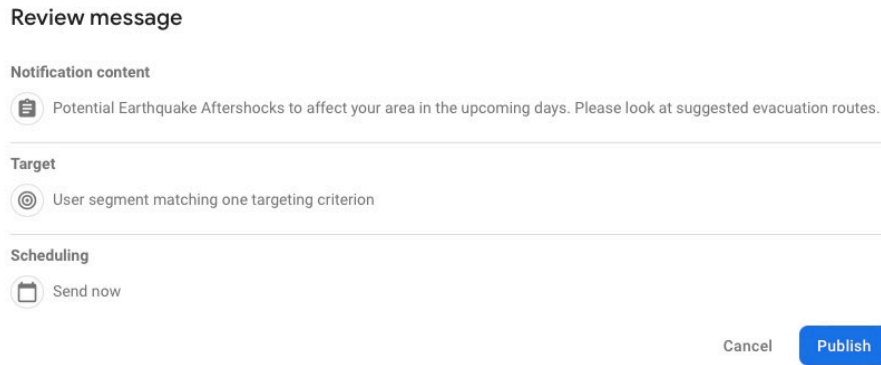 Review message
Notification content
Potential Earthquake Aftershocks to affect your area in the upcoming days. Please look at suggested evacuation routes.
Target
User segment matching one targeting criterion
Scheduling
Send now
Cancel Publish